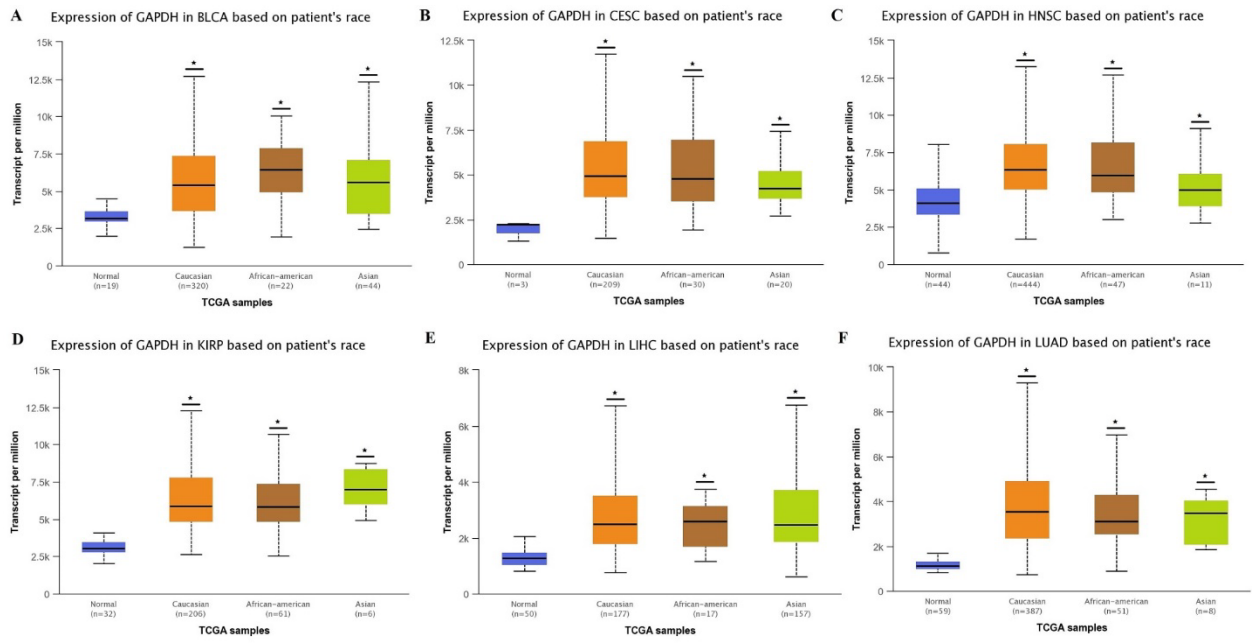 A
Expression of GAPDH in BLCA based on patient's race
Transcript per million
15k
12.5k
10k
7.5k
5k
2.5k
0
Normal
(n=19)
Caucasian
(n=320)
African-american
(n=22)
Asian
(n=44)
TCGA samples
B
Expression of GAPDH in CESC based on patient's race
Transcript per million
12.5k
10k
7.5k
5k
2.5k
0
Normal
(n=3)
Caucasian
(n=209)
African-american
(n=30)
Asian
(n=20)
TCGA samples
C
Expression of GAPDH in HNSC based on patient's race
Transcript per million
15k
12.5k
10k
7.5k
5k
2.5k
0
Normal
(n=44)
Caucasian
(n=444)
African-american
(n=47)
Asian
(n=11)
TCGA samples
D
Expression of GAPDH in KIRP based on patient's race
Transcript per million
15k
12.5k
10k
7.5k
5k
2.5k
0
Normal
(n=32)
Caucasian
(n=206)
African-american
(n=61)
Asian
(n=6)
TCGA samples
E
Expression of GAPDH in LIHC based on patient's race
Transcript per million
8k
6k
4k
2k
0
Normal
(n=50)
Caucasian
(n=177)
African-american
(n=17)
Asian
(n=157)
TCGA samples
F
Expression of GAPDH in LUAD based on patient's race
Transcript per million
10k
8k
6k
4k
2k
0
Normal
(n=59)
Caucasian
(n=387)
African-american
(n=51)
Asian
(n=8)
TCGA samples